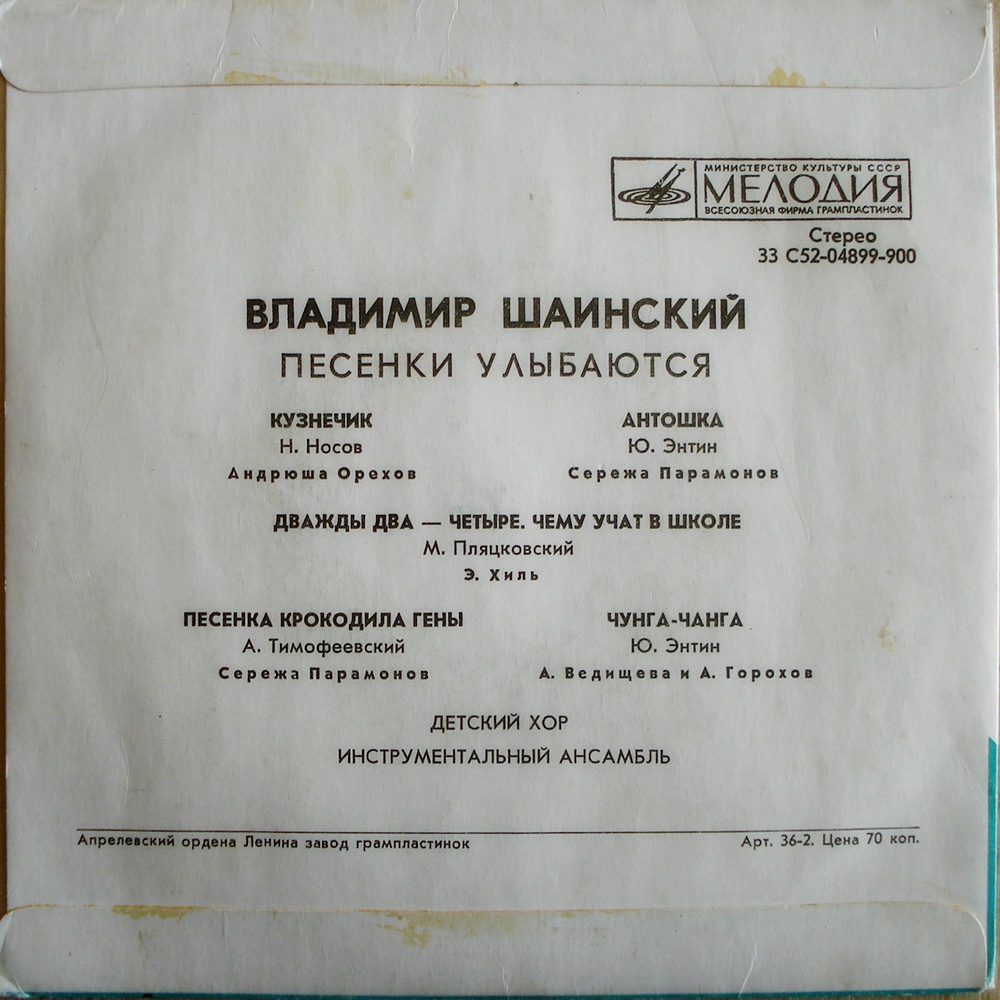 МИНИСТЕРСТВО КУЛЬТУРЫ СССР
МЕЛОДИЯ
ВСЕСОЮЗНАЯ ФИРМА ГРАМПЛАСТИНОК
Стерео
33 С52-04899-900
ВЛАДИМИР ШАИНСКИЙ
ПЕСЕНКИ УЛЫБАЮТСЯ
КУЗНЕЧИК
Н. Носов
Андрюша Орехов
АНТОШКА
Ю. Энтин
Сережа Парамонов
ДВАЖДЫ ДВА — ЧЕТЫРЕ. ЧЕМУ УЧАТ В ШКОЛЕ
М. Пляцковский
Э. Хиль
ПЕСЕНКА КРОКОДИЛА ГЕНЫ
А. Тимофеевский
Сережа Парамонов
ЧУНГА-ЧАНГА
Ю. Энтин
А. Ведищева и А. Горохов
ДЕТСКИЙ ХОР
ИНСТРУМЕНТАЛЬНЫЙ АНСАМБЛЬ
Апрелевский ордена Ленина завод грампластинок
Арт. 36-2. Цена 70 коп.